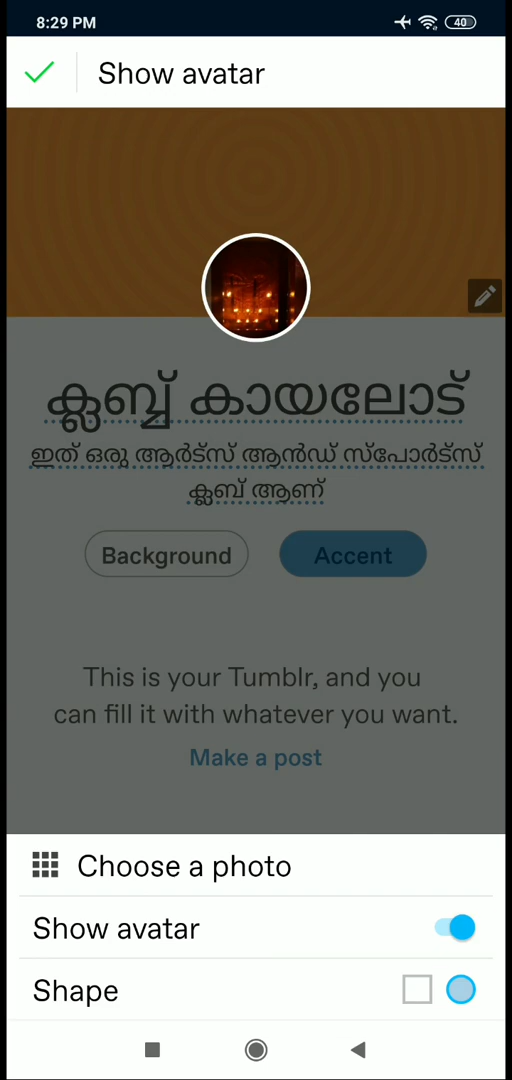 8:29 PM
40
Show avatar
ക്ലബ്ബ് കായലോട്
ഇത് ഒരു ആർട്സ് ആൻഡ് സ്പോർട്സ്
ക്ലബ് ആണ്
Background
Accent
This is your Tumblr, and you
can fill it with whatever you want.
Make a post
Choose a photo
Show avatar
Shape